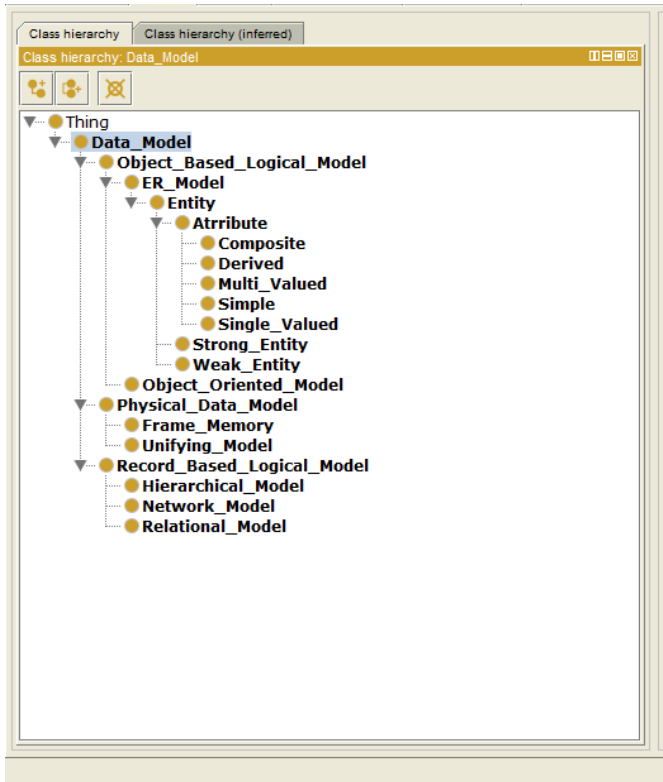 Class hierarchy Class hierarchy (inferred)
Class hierarchy: Data_Model
Thing
Data_Model
Object_Based_Logical_Model
ER_Model
Entity
Atrribute
Composite
Derived
Multi_Valued
Simple
Single_Valued
Strong_Entity
Weak_Entity
Object_Oriented_Model
Physical_Data_Model
Frame_Memory
Unifying_Model
Record_Based_Logical_Model
Hierarchical_Model
Network_Model
Relational_Model